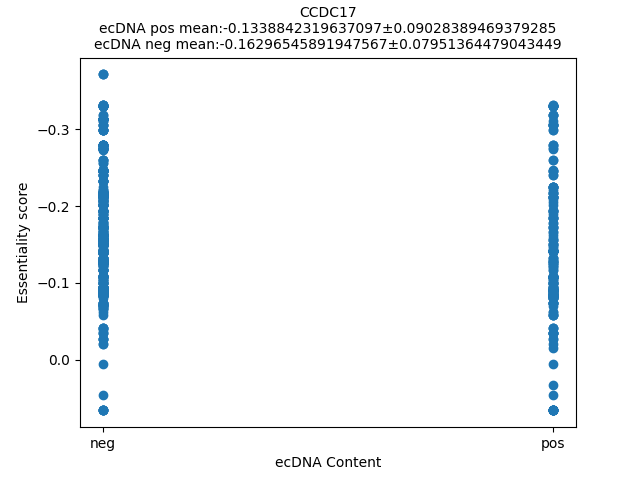 CCDC17
ecDNA pos mean:-0.1338842319637097±0.09028389469379285
ecDNA neg mean:-0.16296545891947567±0.07951364479043449
Essentiality score
−0.3
−0.2
−0.1
0.0
neg
pos
ecDNA Content